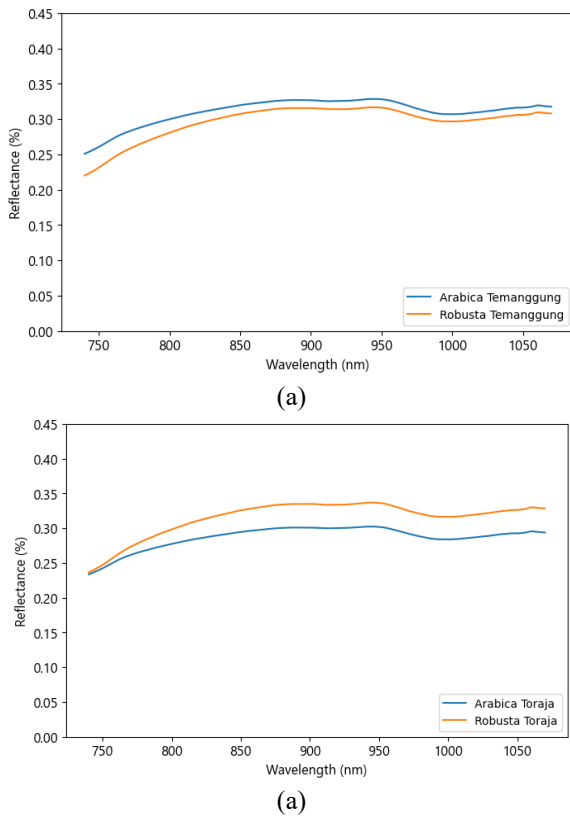 0.45
0.40
0.35
0.30
0.25
0.20
0.15
0.10
0.05
0.00
Reflectance (%)
Arabica Temanggung
Robusta Temanggung
750 800 850 900 950 1000 1050
Wavelength (nm)
(a)
0.45
0.40
0.35
0.30
0.25
0.20
0.15
0.10
0.05
0.00
Reflectance (%)
Arabica Toraja
Robusta Toraja
750 800 850 900 950 1000 1050
Wavelength (nm)
(a)